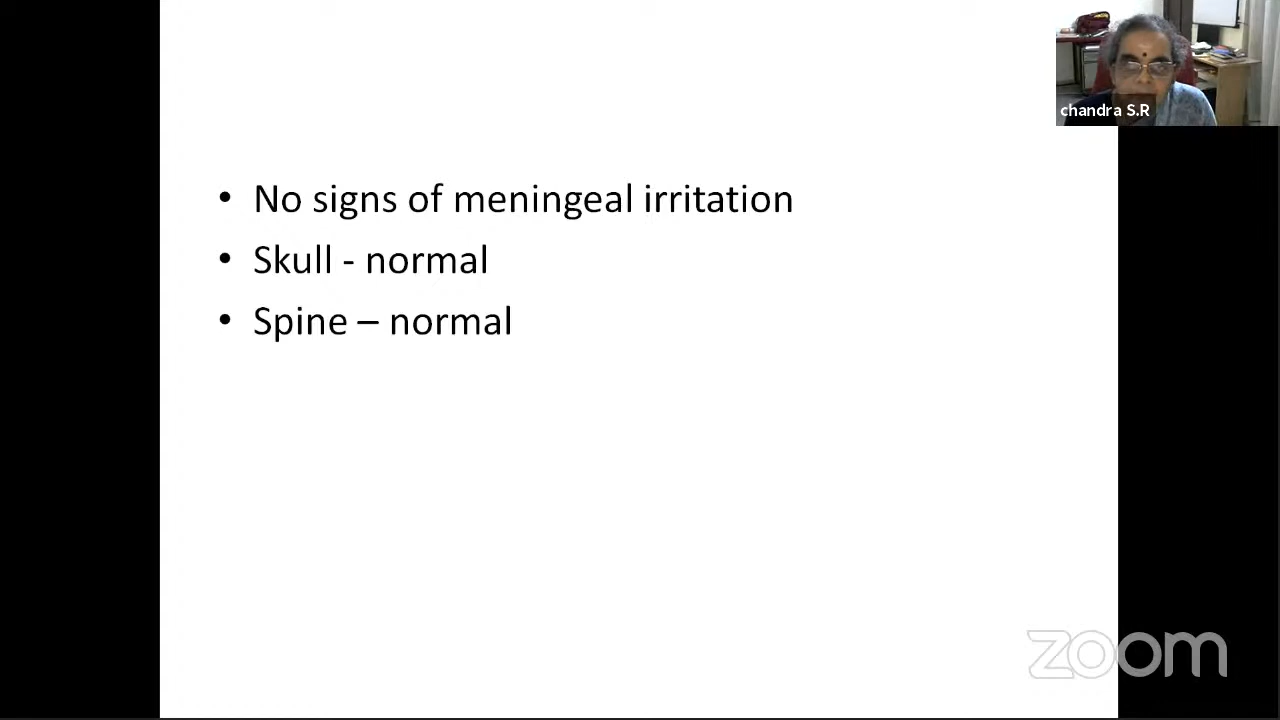 chandra S.R
• No signs of meningeal irritation
• Skull - normal
• Spine – normal
zoom